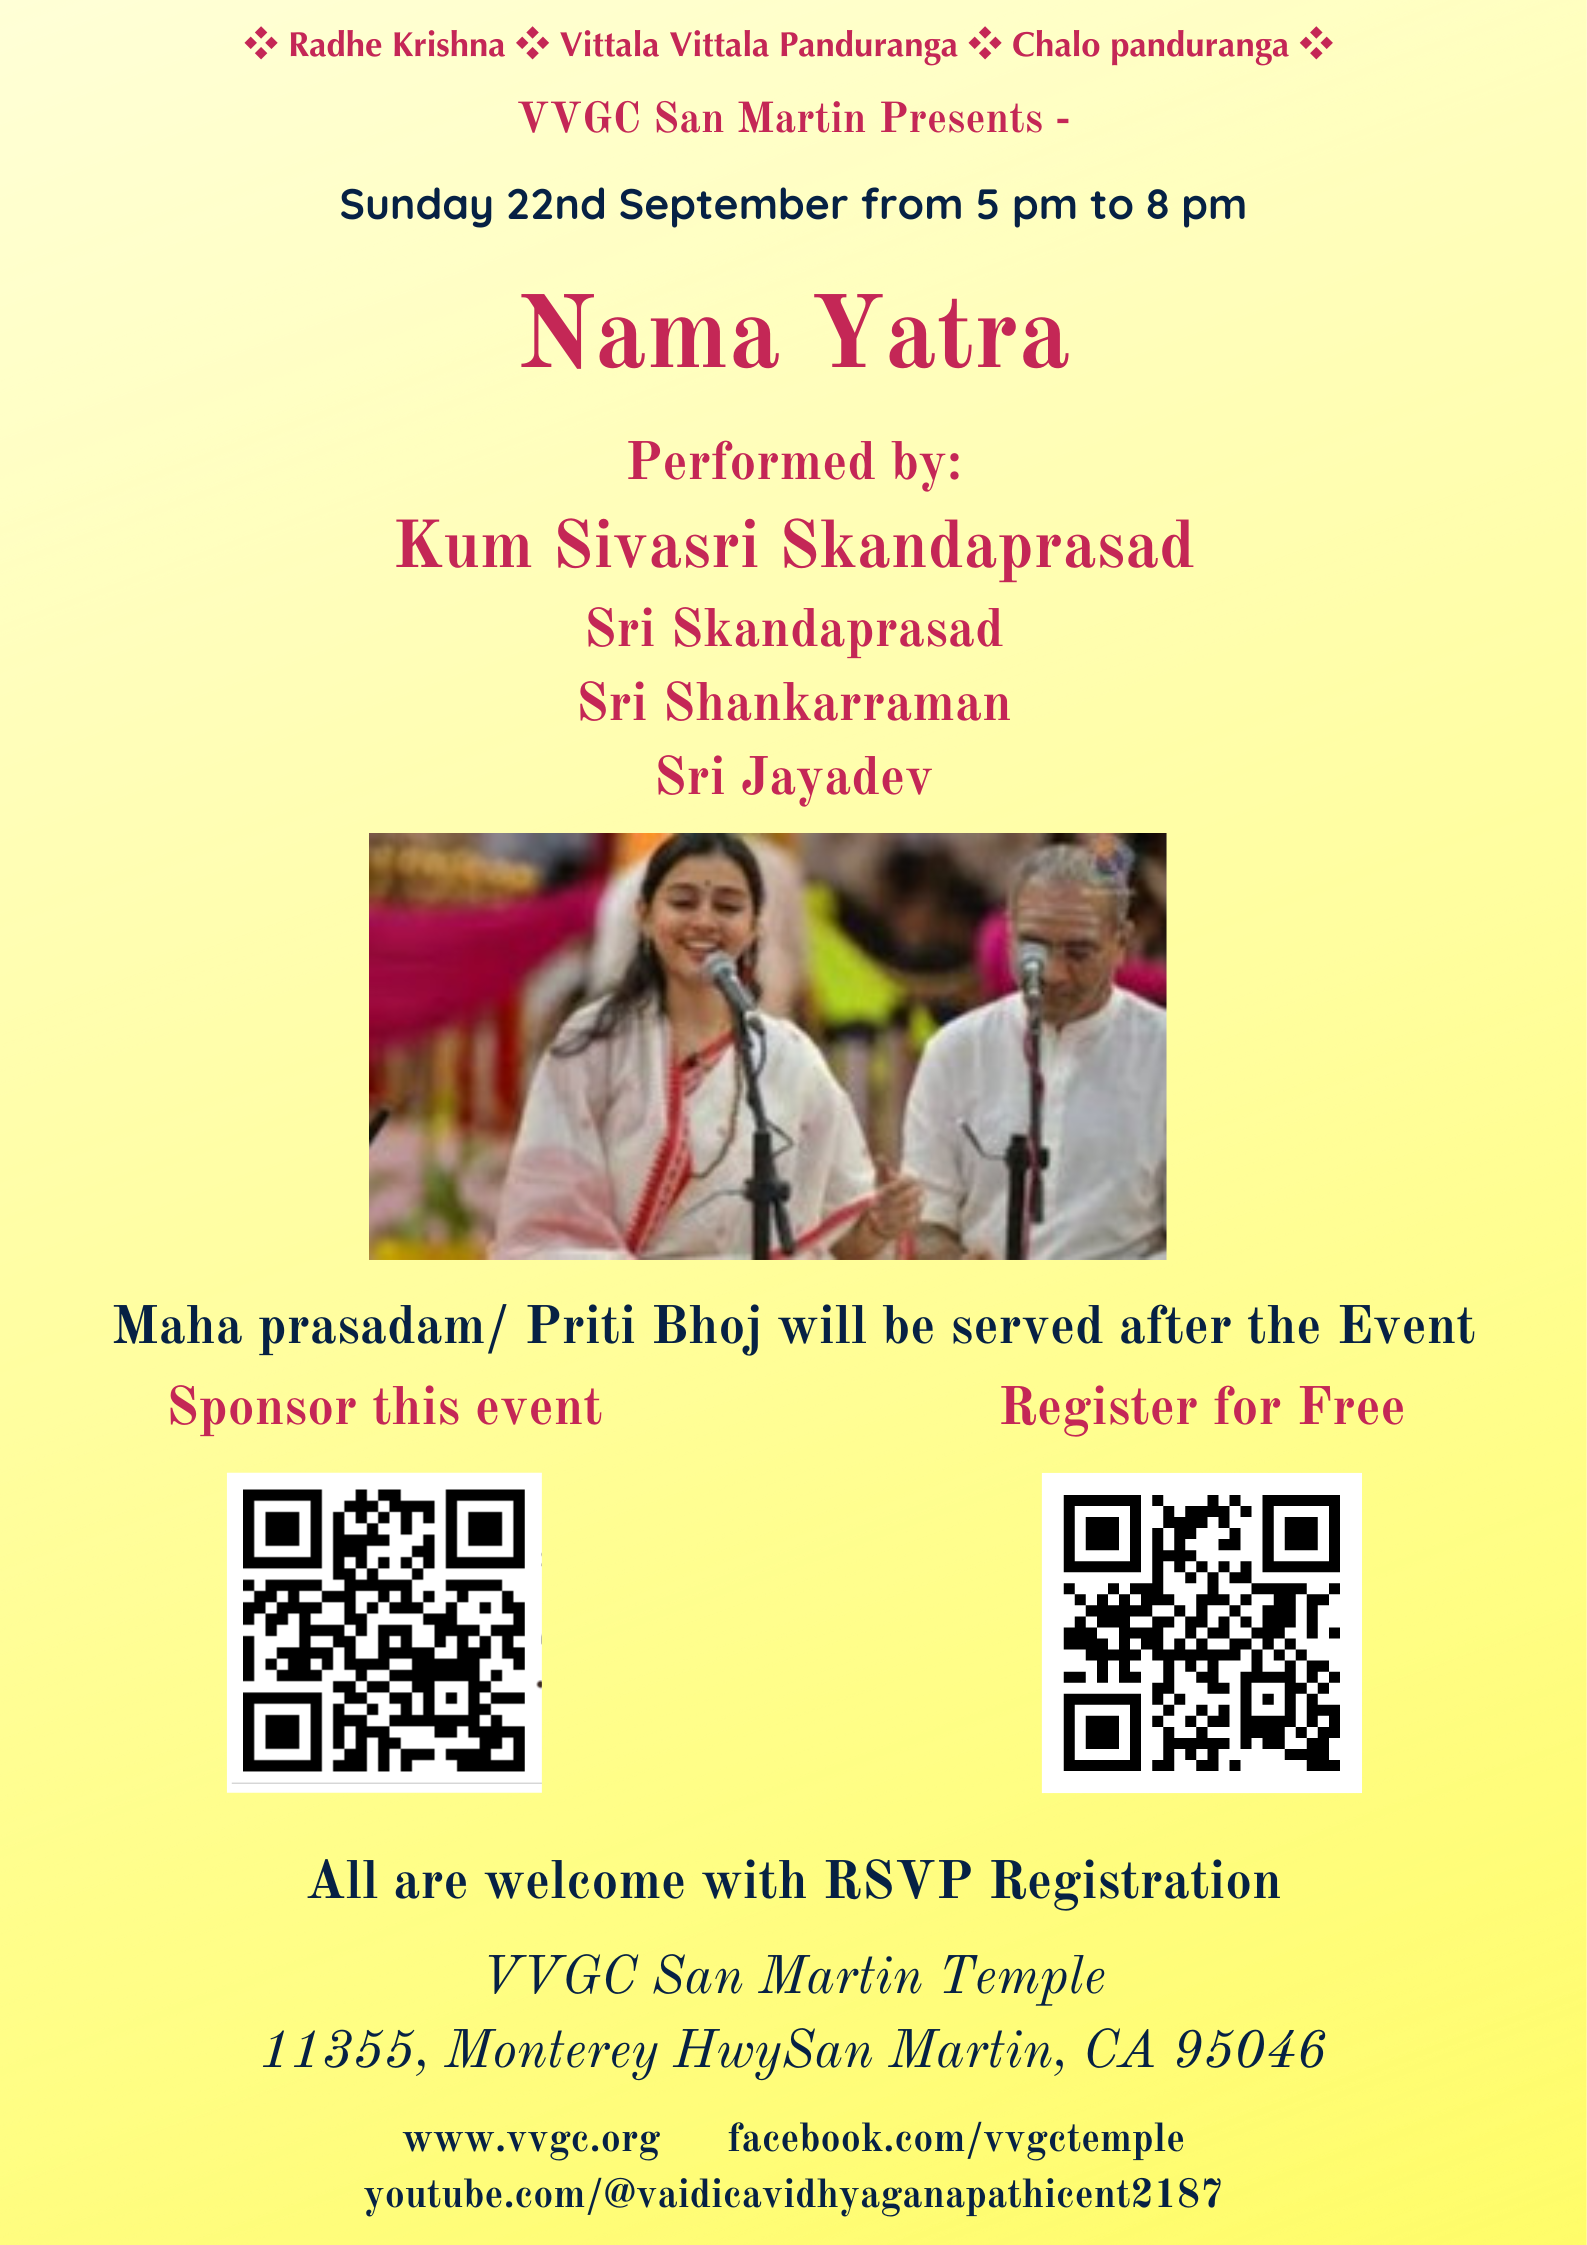 ❖ Radhe Krishna ❖ Vittala Vittala Panduranga ❖ Chalo panduranga ❖
VVGC San Martin Presents -
Sunday 22nd September from 5 pm to 8 pm
Nama Yatra
Performed by:
Kum Sivasri Skandaprasad
Sri Skandaprasad
Sri Shankarraman
Sri Jayadev
Maha prasadam/ Priti Bhoj will be served after the Event
Sponsor this event
Register for Free
All are welcome with RSVP Registration
VVGC San Martin Temple
11355, Monterey HwySan Martin, CA 95046
www.vvgc.org facebook.com/vvgctemple
youtube.com/@vaidicavidhyaganapathicent2187